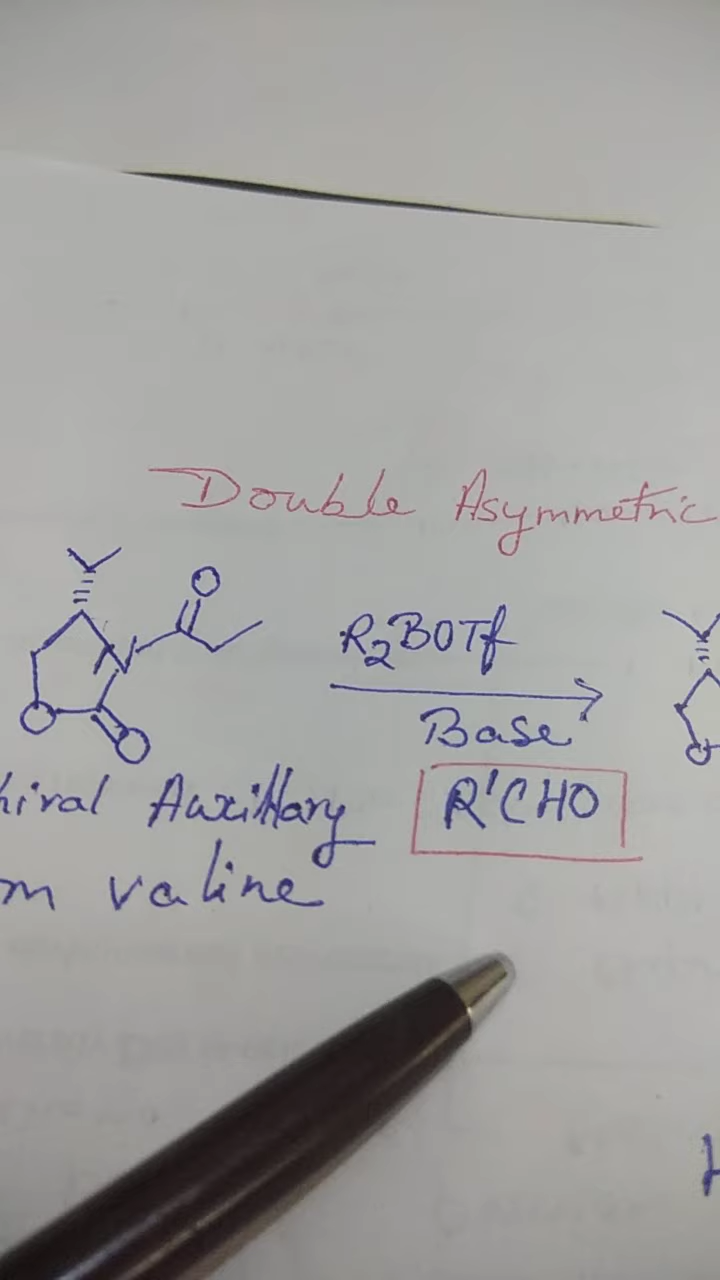 Double Asymmetric
O
N
R₂BOTf
O
O
Base
O
hiral Auxillary
R'CHO
m valine
H